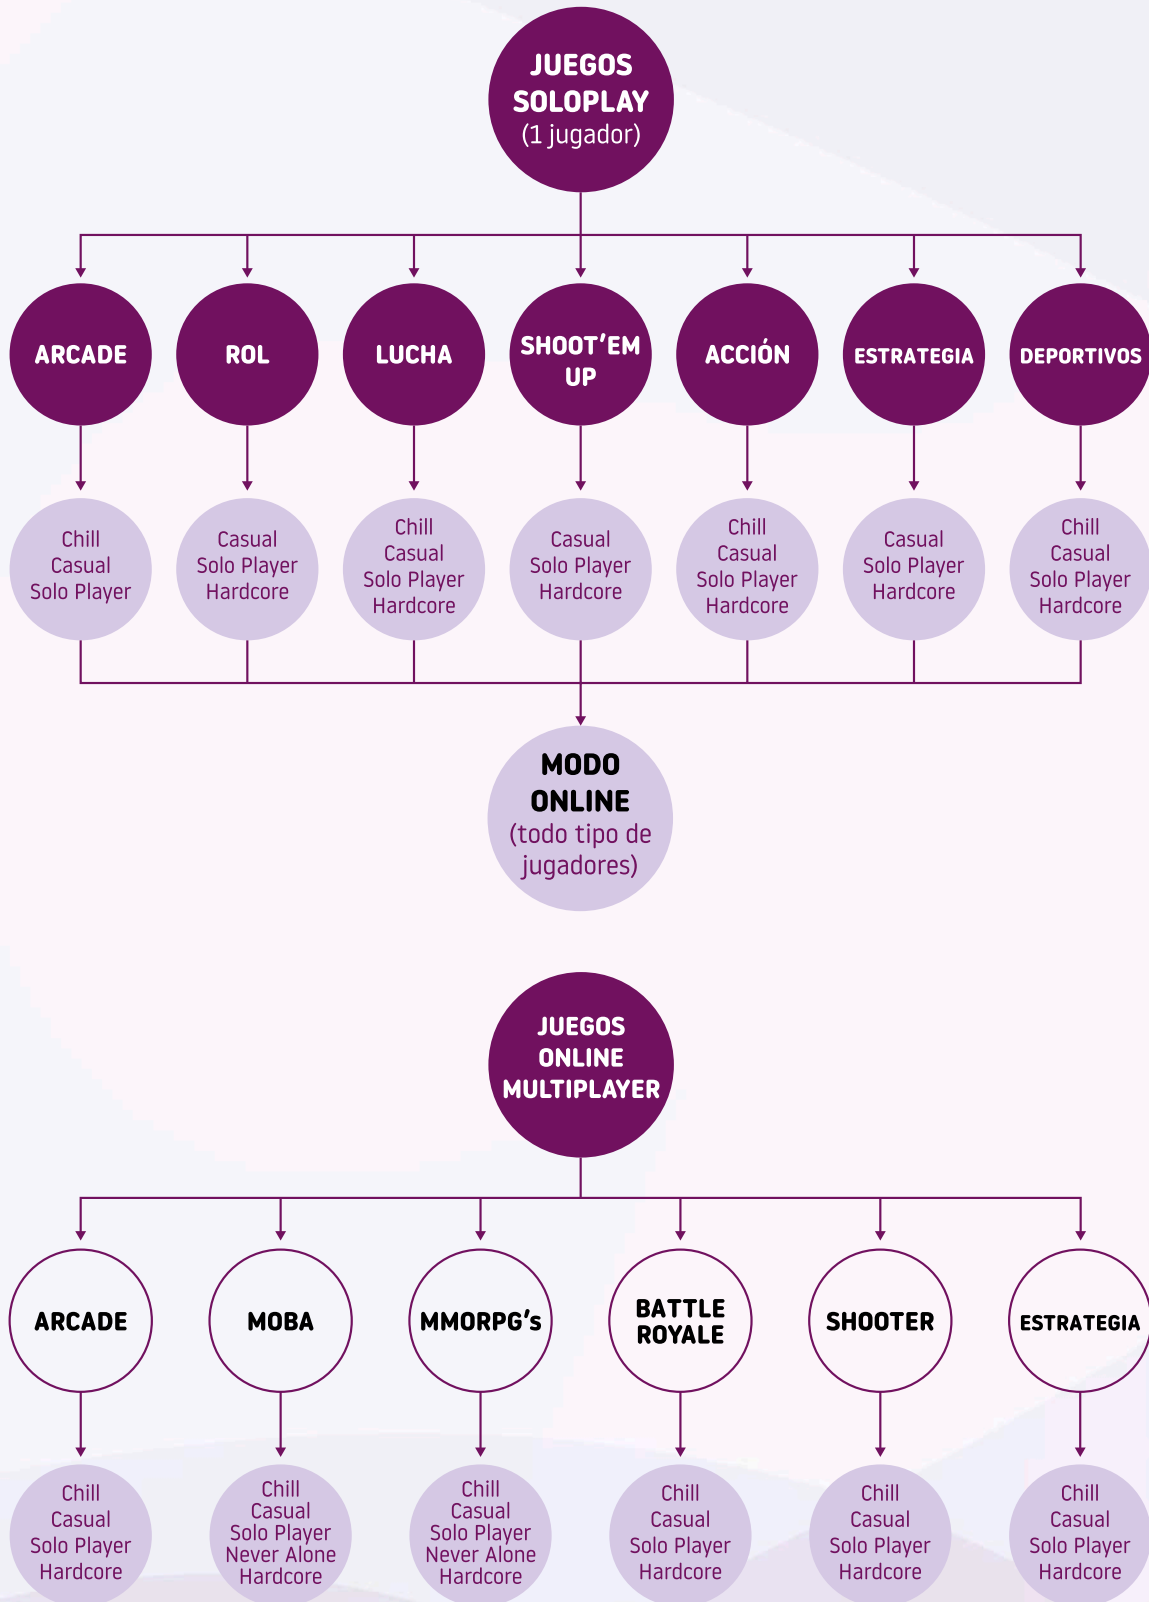 JUEGOS
SOLOPLAY
(1 jugador)
ARCADE
ROL
LUCHA
SHOOT'EM
UP
ACCIÓN
ESTRATEGIA
DEPORTIVOS
Chill
Casual
Solo Player
Casual
Solo Player
Hardcore
Chill
Casual
Solo Player
Hardcore
Casual
Solo Player
Hardcore
Chill
Casual
Solo Player
Hardcore
Casual
Solo Player
Hardcore
Chill
Casual
Solo Player
Hardcore
MODO
ONLINE
(todo tipo de
jugadores)
JUEGOS
ONLINE
MULTIPLAYER
ARCADE
MOBA
MMORPG's
BATTLE
ROYALE
SHOOTER
ESTRATEGIA
Chill
Casual
Solo Player
Hardcore
Chill
Casual
Solo Player
Never Alone
Hardcore
Chill
Casual
Solo Player
Never Alone
Hardcore
Chill
Casual
Solo Player
Hardcore
Chill
Casual
Solo Player
Hardcore
Chill
Casual
Solo Player
Hardcore